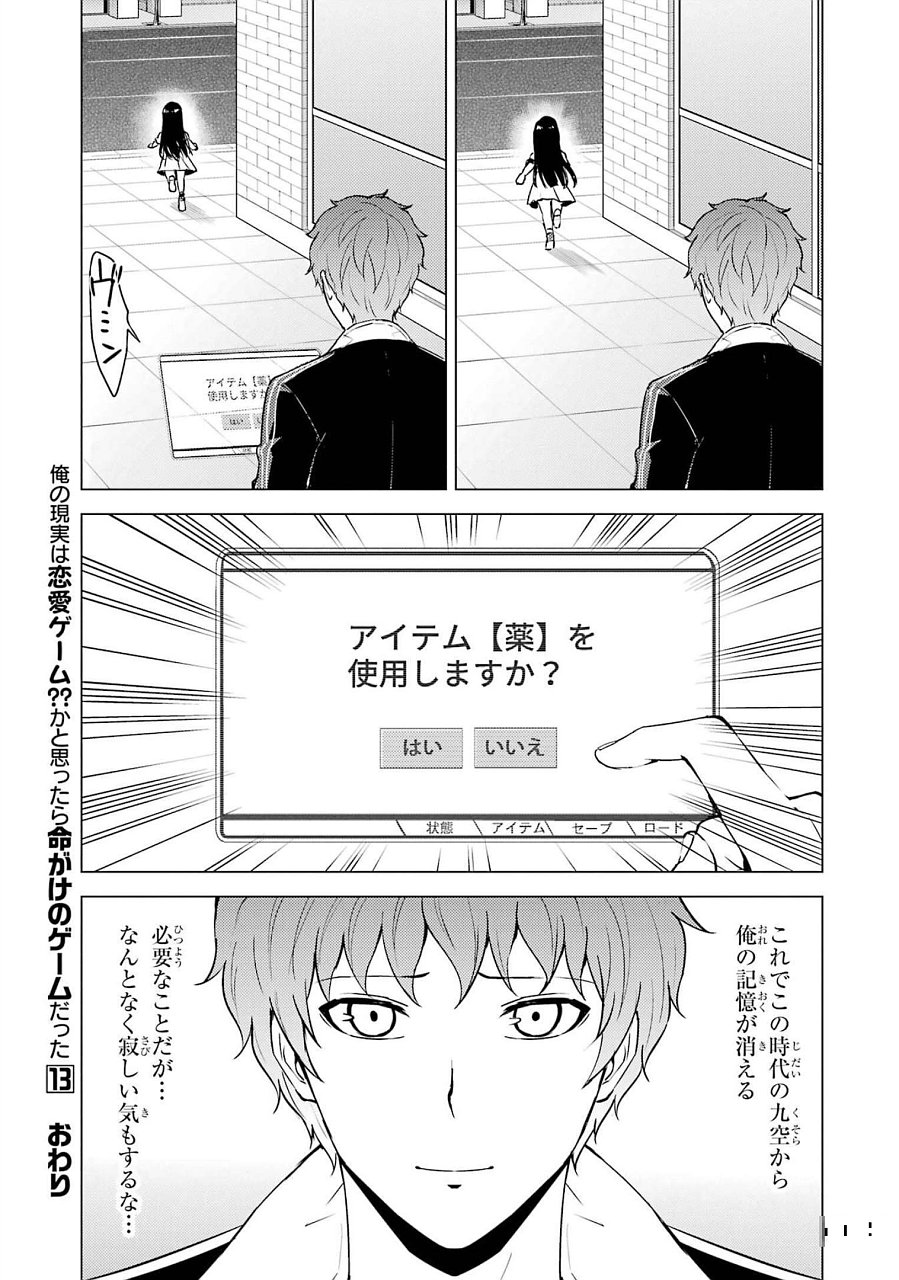 ヴミン
アイテム【薬】
使用しますか
はい
アイテム【薬】を
使用しますか？
はい
いいえ
状態
アイテム
セーブ
ロード
これでこの時代の九空から
俺の記憶が消える
必要なことだが…
なんとなく寂しい気もするな…
俺の現実は恋愛ゲーム??かと思ったら命がけのゲームだった 13 おわり